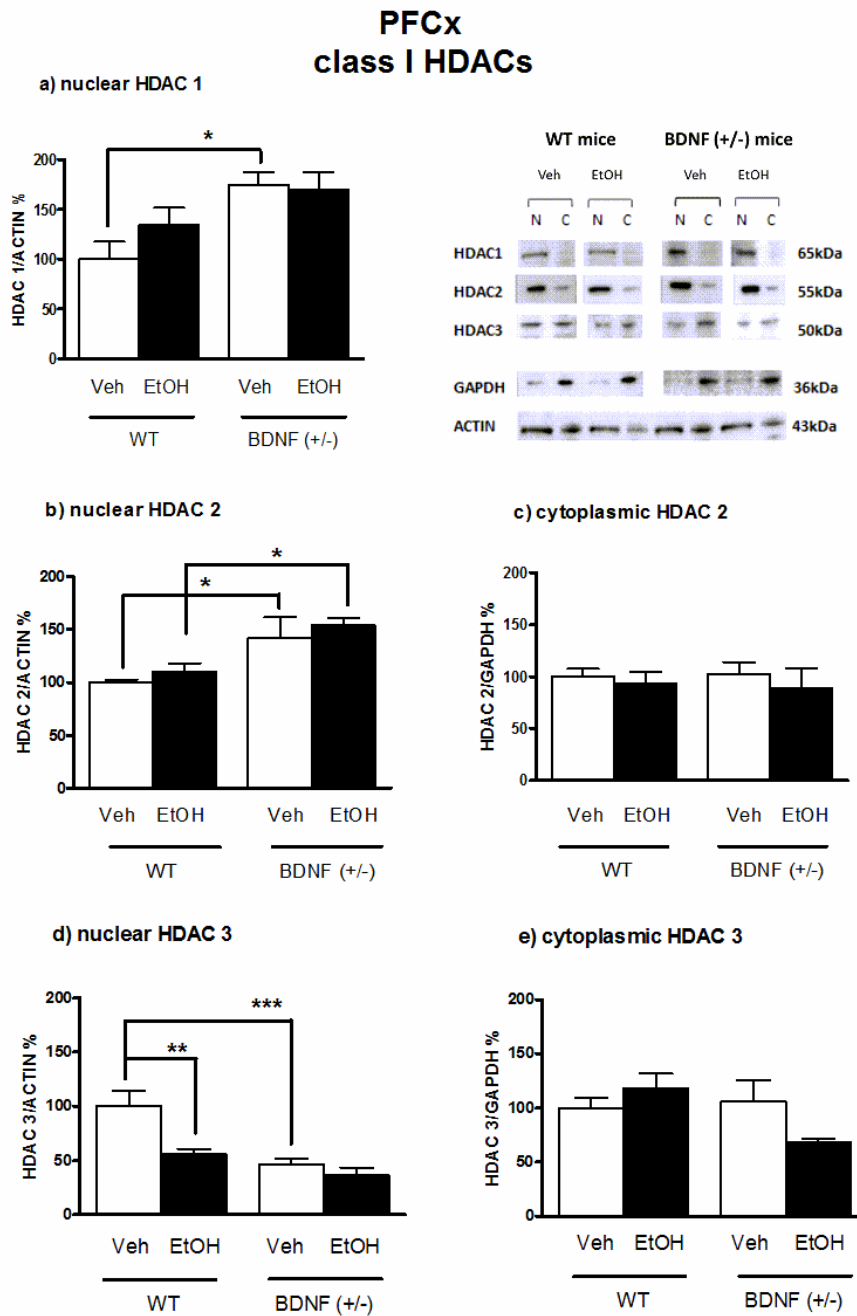 PFCx
class I HDACs
a) nuclear HDAC 1
HDAC 1/ACTIN %
200
150
100
50
0
*
Veh EtOH Veh EtOH
WT BDNF (+/-)
WT mice BDNF (+/-) mice
Veh EtOH Veh EtOH
N C N C N C N C
HDAC1 65kDa
HDAC2 55kDa
HDAC3 50kDa
GAPDH 36kDa
ACTIN 43kDa
b) nuclear HDAC 2
HDAC 2/ACTIN %
200
150
100
50
0
* *
Veh EtOH Veh EtOH
WT BDNF (+/-)
c) cytoplasmic HDAC 2
HDAC 2/GAPDH %
200
150
100
50
0
Veh EtOH Veh EtOH
WT BDNF (+/-)
d) nuclear HDAC 3
HDAC 3/ACTIN %
200
150
100
50
0
***
**
Veh EtOH Veh EtOH
WT BDNF (+/-)
e) cytoplasmic HDAC 3
HDAC 3/GAPDH %
200
150
100
50
0
Veh EtOH Veh EtOH
WT BDNF (+/-)